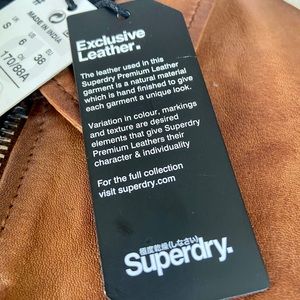 MADE IN INDIA
S
6
38
170/88A
Exclusive
Leather.
The leather used in this
Superdry Premium Leather
garment is a natural material
which is hand finished to give
each garment a unique look.
Variation in colour, markings
and texture are desired
elements that give Superdry
Premium Leathers their
character & individuality
For the full collection
visit superdry.com
極度乾燥(しなさい)
Superdry.